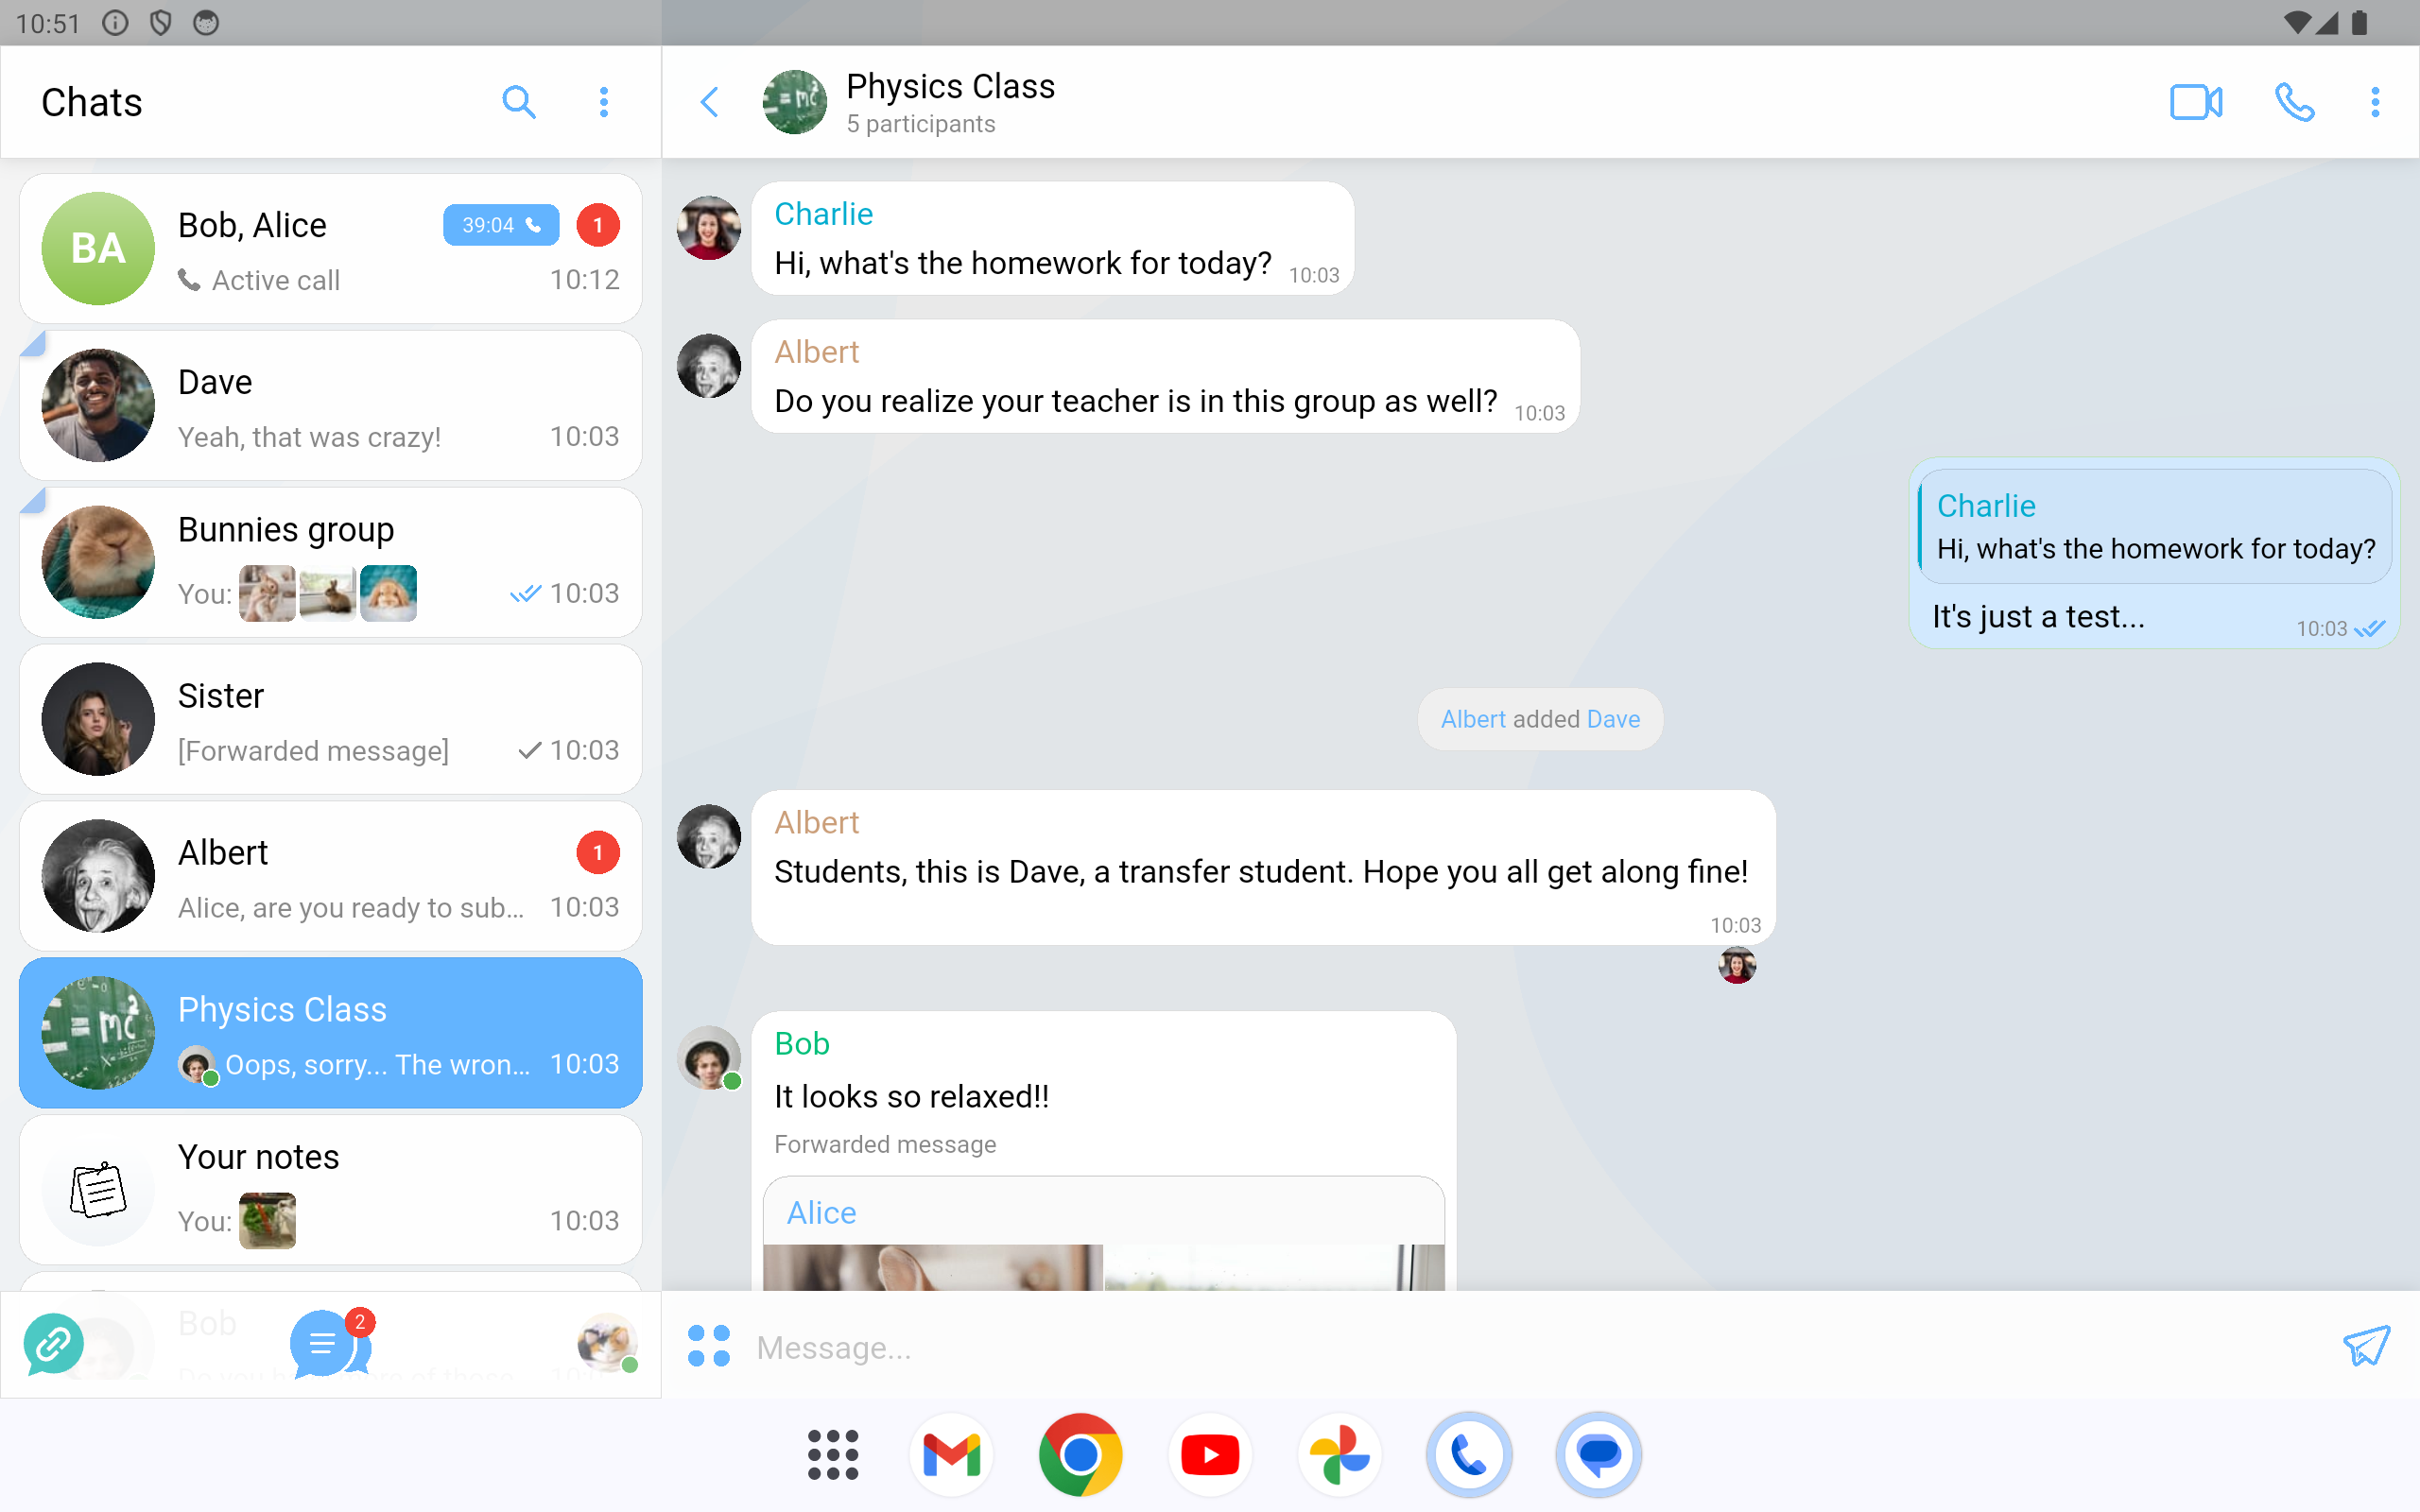 10:51
Chats
BA
Bob, Alice
39:04
1
Active call
10:12
Dave
Yeah, that was crazy!
10:03
Bunnies group
You:
10:03
Sister
[Forwarded message]
10:03
Albert
1
Alice, are you ready to sub...
10:03
Physics Class
Oops, sorry... The wron...
10:03
Your notes
You:
10:03
Bob
2
Physics Class
5 participants
Charlie
Hi, what's the homework for today?
10:03
Albert
Do you realize your teacher is in this group as well?
10:03
Charlie
Hi, what's the homework for today?
It's just a test...
10:03
Albert added Dave
Albert
Students, this is Dave, a transfer student. Hope you all get along fine!
10:03
Bob
It looks so relaxed!!
Forwarded message
Alice
Message...